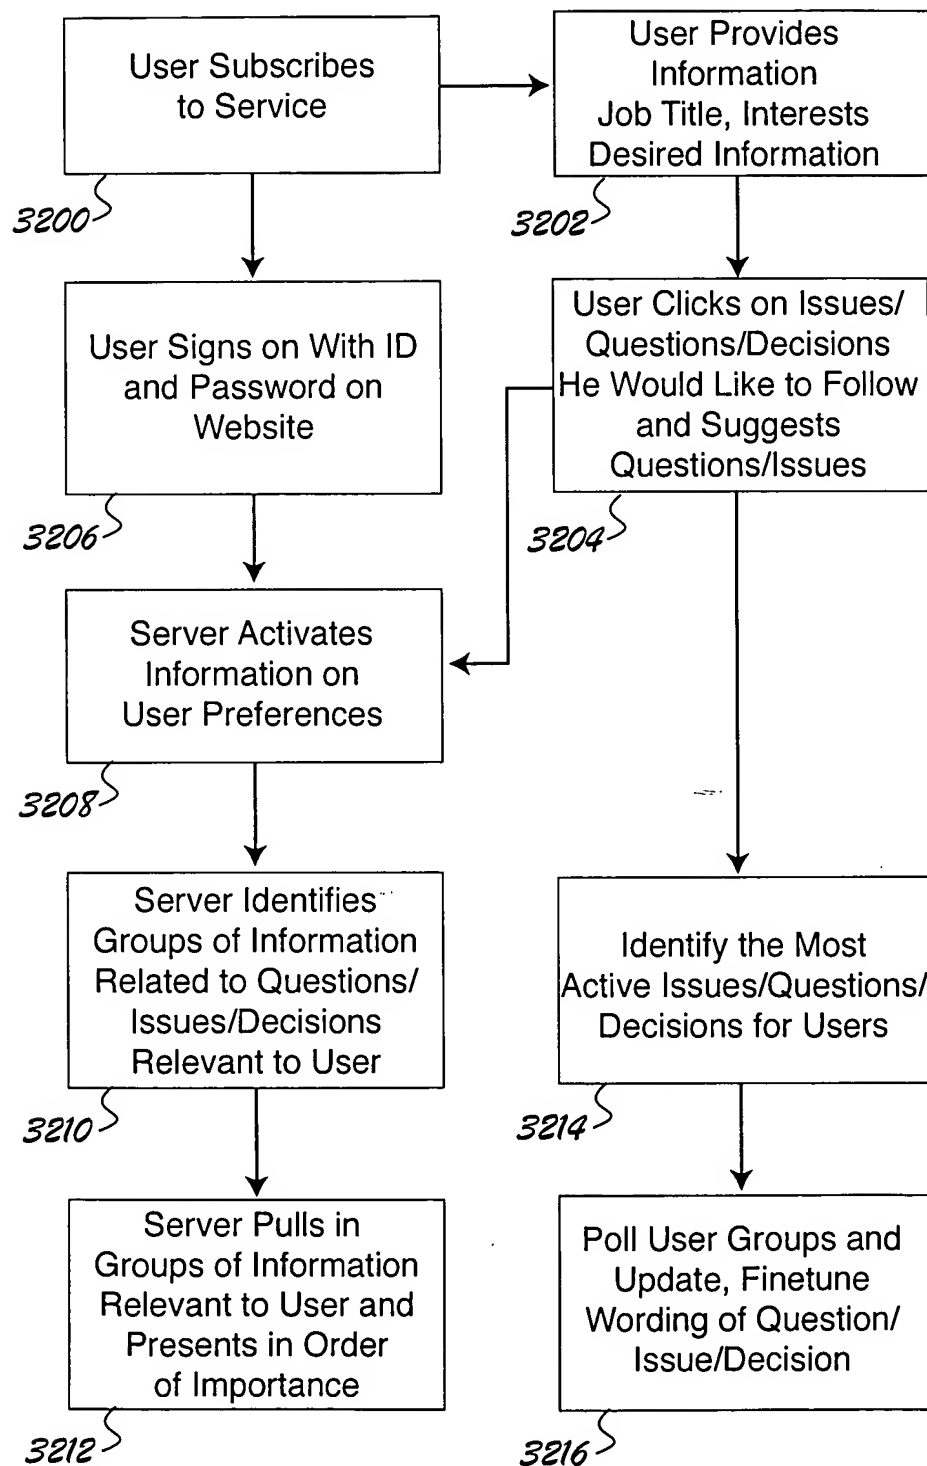 User Subscribes
to Service
3200
User Provides
Information
Job Title, Interests
Desired Information
3202
User Signs on With ID
and Password on
Website
3206
User Clicks on Issues/
Questions/Decisions
He Would Like to Follow
and Suggests
Questions/Issues
3204
Server Activates
Information on
User Preferences
3208
Server Identifies
Groups of Information
Related to Questions/
Issues/Decisions
Relevant to User
3210
Identify the Most
Active Issues/Questions/
Decisions for Users
3214
Server Pulls in
Groups of Information
Relevant to User and
Presents in Order
of Importance
3212
Poll User Groups and
Update, Finetune
Wording of Question/
Issue/Decision
3216